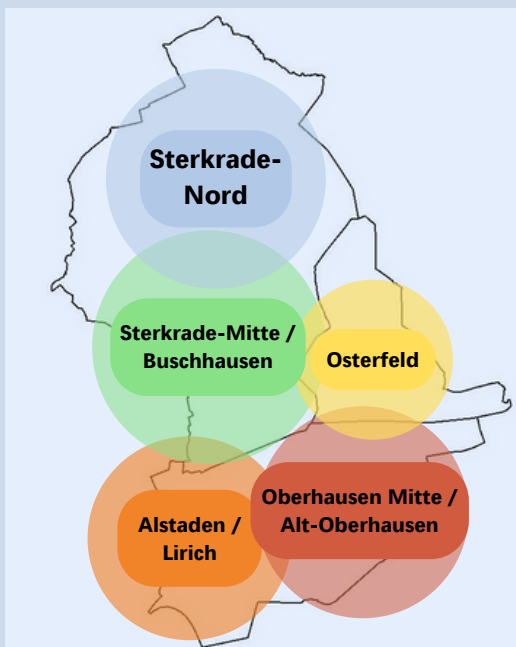 Sterkrade-
Nord
Sterkrade-Mitte /
Buschhausen
Osterfeld
Alstaden /
Lirich
Oberhausen Mitte /
Alt-Oberhausen